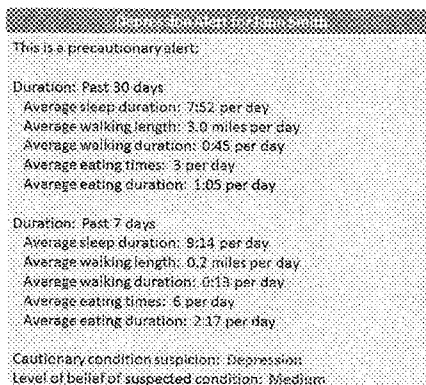 Depression Alert for
This is a precautionary alert:
Duration: Past 30 days
Average sleep duration: 7:52 per day
Average walking length: 3.0 miles per day
Average walking duration: 0:45 per day
Average eating times: 3 per day
Average eating duration: 1:05 per day
Duration: Past 7 days
Average sleep duration: 9:14 per day
Average walking length: 0.2 miles per day
Average walking duration: 0:13 per day
Average eating times: 6 per day
Average eating duration: 2:17 per day
Cautionary condition suspicion: Depression
Level of belief of suspected condition: Medium